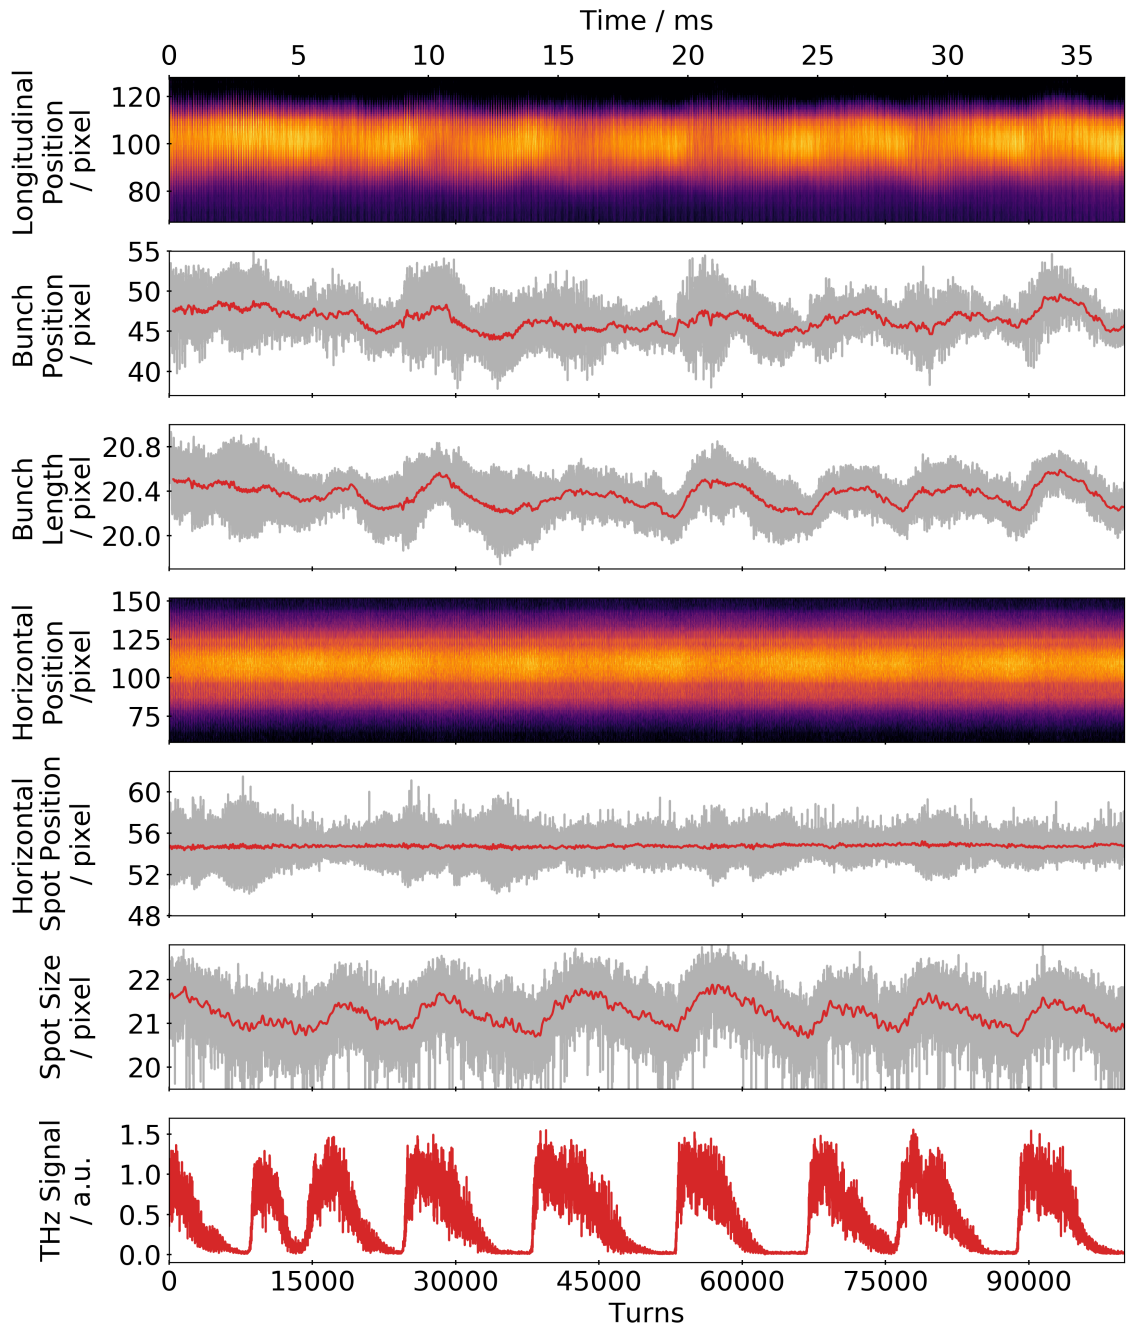 Time / ms
0 5 10 15 20 25 30 35
Longitudinal
Position
/ pixel
120
100
80
Bunch
Position
/ pixel
55
50
45
40
Bunch
Length
/ pixel
20.8
20.4
20.0
Horizontal
Position
/pixel
150
125
100
75
Horizontal
Spot Position
/ pixel
60
56
52
48
Spot Size
/ pixel
22
21
20
THz Signal
/ a.u.
1.5
1.0
0.5
0.0
0 15000 30000 45000 60000 75000 90000
Turns